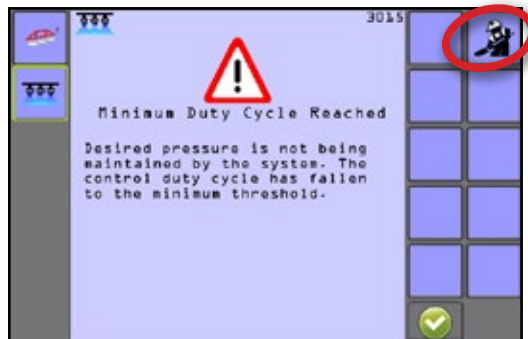 3015
Minimum Duty Cycle Reached
Desired pressure is not being
maintained by the system. The
control duty cycle has fallen
to the minimum threshold.